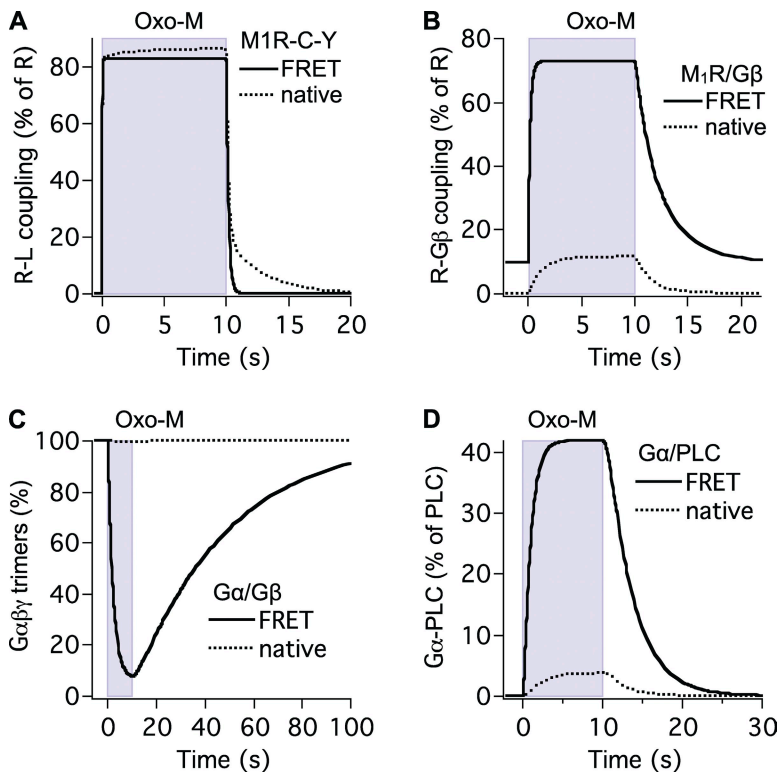 A
Oxo-M
M1R-C-Y
FRET
native
R-L coupling (% of R)
80
60
40
20
0
0 5 10 15 20
Time (s)
B
Oxo-M
M₁R/Gβ
FRET
native
R-Gβ coupling (% of R)
80
60
40
20
0
0 5 10 15 20
Time (s)
C
Oxo-M
Gαβγ trimers (%)
100
80
60
40
20
0
Gα/Gβ
FRET
native
0 20 40 60 80 100
Time (s)
D
Oxo-M
Gα/PLC
FRET
native
Gα-PLC (% of PLC)
40
30
20
10
0
0 10 20 30
Time (s)